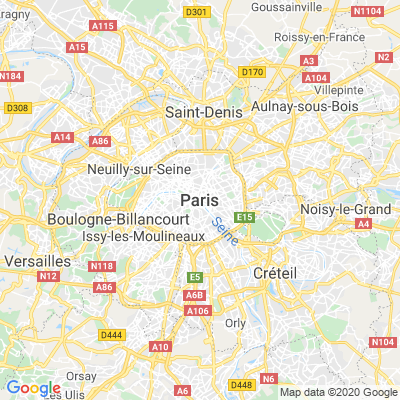 D301
Goussainville
N1104
ragny
A115
Roissy-en-France
A15
A3
N2
N184
D170
A104
Villepinte
D308
Saint-Denis
Aulnay-sous-Bois
A14
A86
Neuilly-sur-Seine
Paris
Noisy-le-Grand
Boulogne-Billancourt
E15
Seine
A4
Issy-les-Moulineaux
Versailles
N118
Créteil
N12
E5
A86
A6B
A106
Orly
D444
A10
N104
Orsay
N6
Les Ulis
A6
D448
Google
Map data ©2020 Google